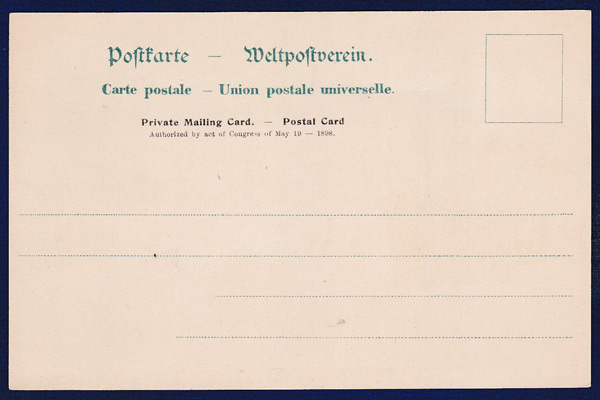 Postkarte — Weltpostverein.
Carte postale — Union postale universelle.
Private Mailing Card. — Postal Card
Authorized by act of Congress of May 19 — 1898.